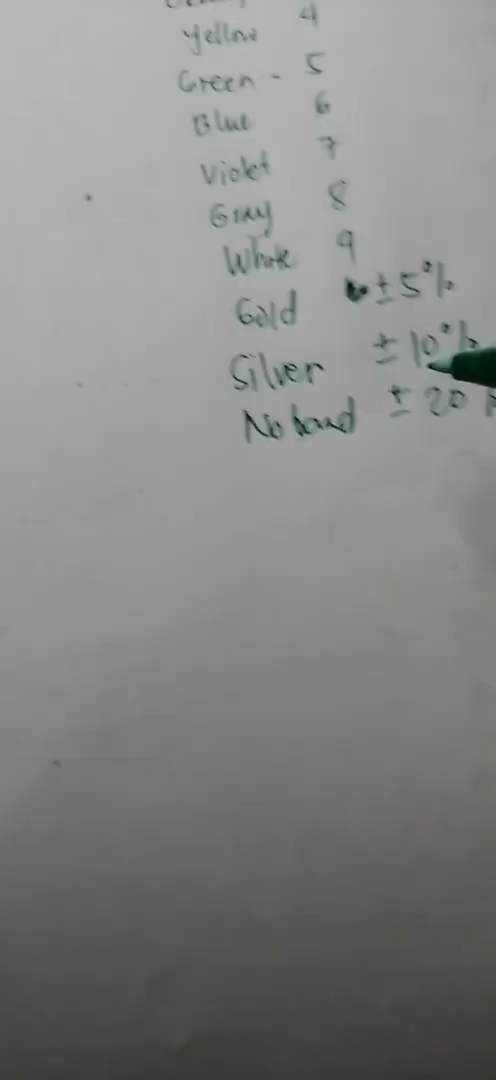 Yellow 4
Green - 5
Blue 6
Violet 7
Gray 8
White 9
Gold ±5%
Silver ±10%
No band ±20